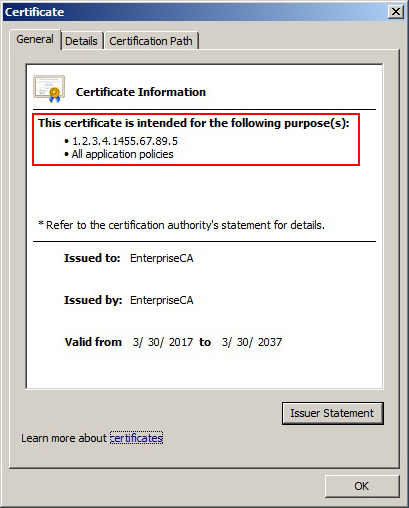 Certificate
General Details Certification Path
Certificate Information
This certificate is intended for the following purpose(s):
• 1.2.3.4.1455.67.89.5
• All application policies
* Refer to the certification authority's statement for details.
Issued to: EnterpriseCA
Issued by: EnterpriseCA
Valid from 3/ 30/ 2017 to 3/ 30/ 2037
Issuer Statement
Learn more about certificates
OK